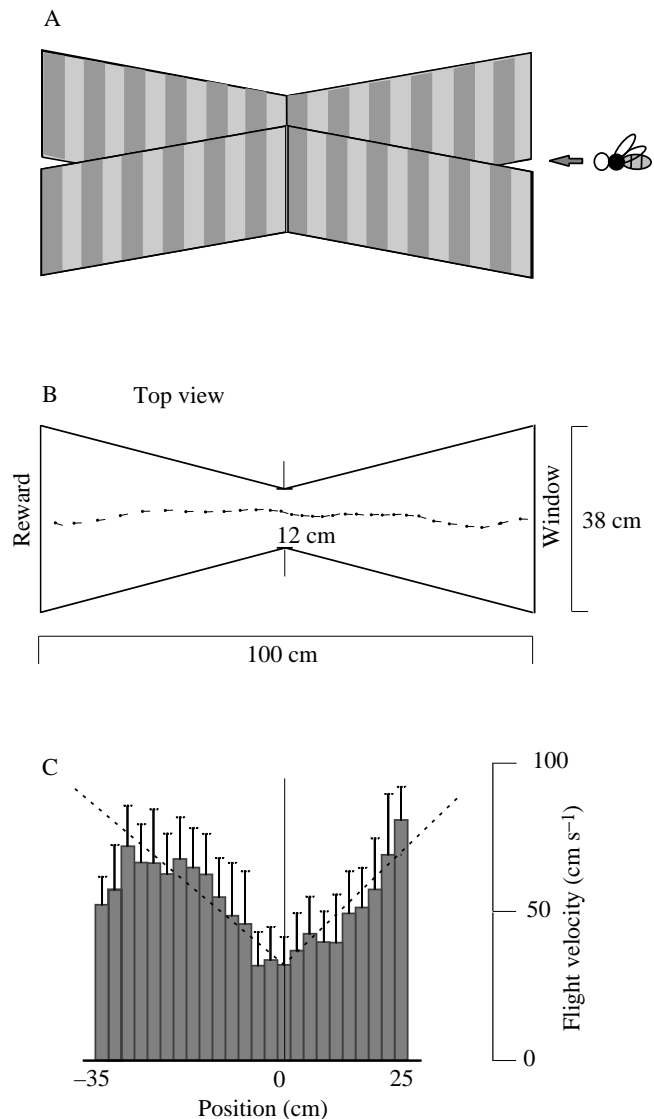 A
B
Top view
Reward
12 cm
Window
38 cm
100 cm
C
100
50
0
Flight velocity (cm s–1)
–35
0
25
Position (cm)